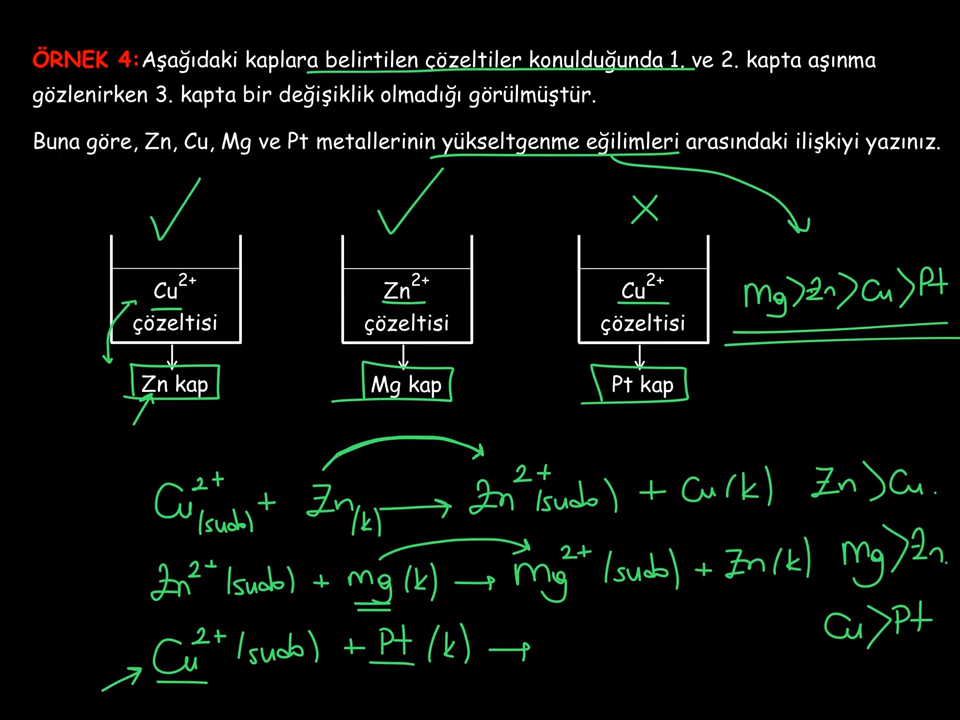 ÖRNEK 4: Aşağıdaki kaplara belirtilen çözeltiler konulduğunda 1. ve 2. kapta aşınma
gözlenirken 3. kapta bir değişiklik olmadığı görülmüştür.
Buna göre, Zn, Cu, Mg ve Pt metallerinin yükseltgenme eğilimleri arasındaki ilişkiyi yazınız.
Cu2+ Zn2+ Cu2+
çözeltisi çözeltisi çözeltisi
Mg>Zn>Cu>Pt
Zn kap Mg kap Pt kap
Cu2+(suda) + Zn(k) → Zn2+(suda) + Cu(k) Zn>Cu.
Zn2+(suda) + Mg(k) → Mg2+(suda) + Zn(k) Mg>Zn.
Cu2+(suda) + Pt(k) → Cu>Pt